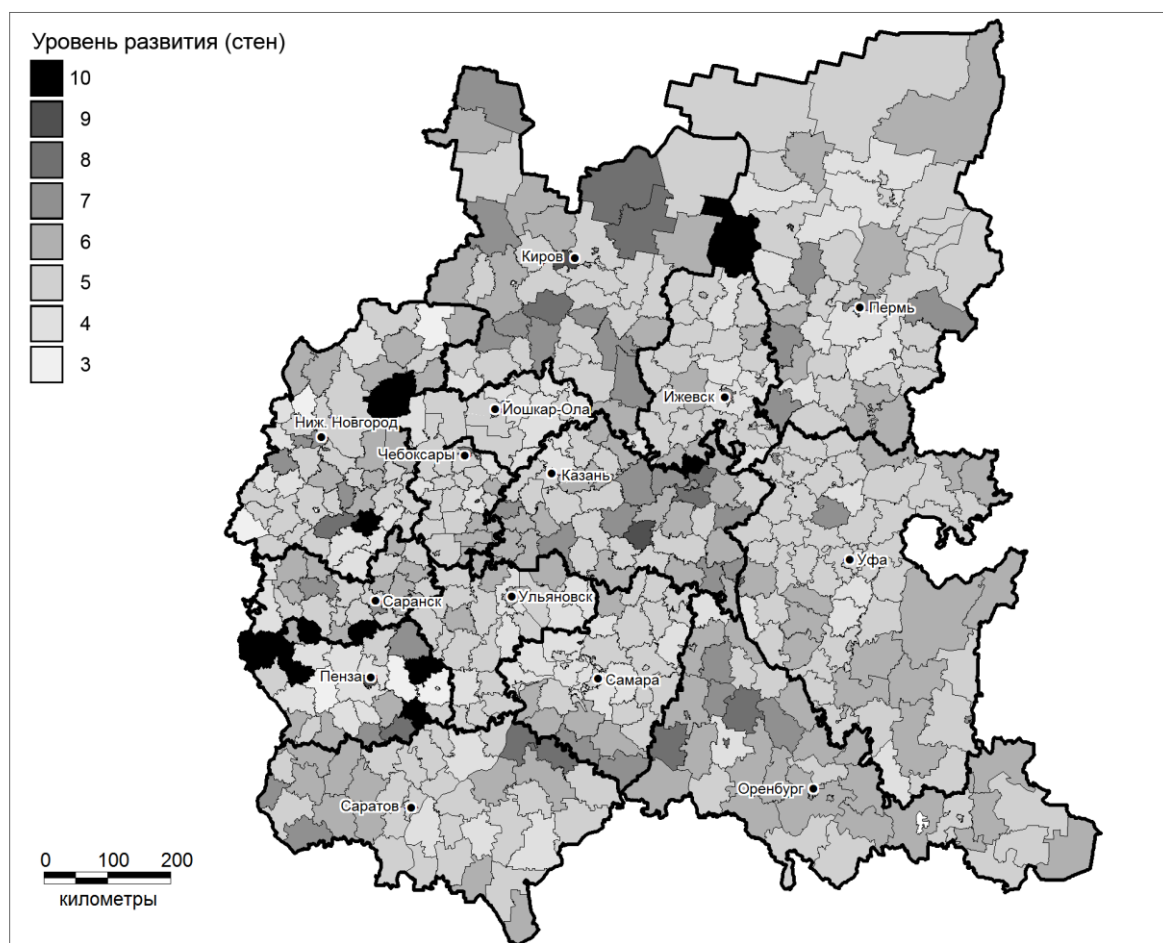 Уровень развития (стен)
10
9
8
7
6
5
4
3
Киров
Пермь
Ижевск
Йошкар-Ола
Ниж. Новгород
Чебоксары
Казань
Уфа
Ульяновск
Саранск
Пенза
Самара
Оренбург
Саратов
0 100 200
километры